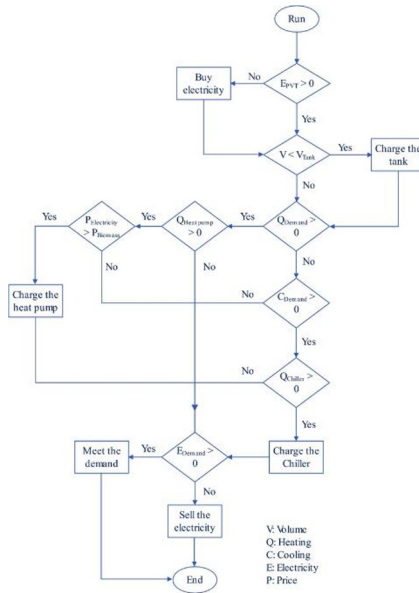 Run
E_PVT > 0
No
Buy
electricity
Yes
V < V_Tank
Yes
Charge the
tank
No
Q_Demand >
0
Yes
Q_Heat pump
> 0
Yes
P_Electricity
> P_Biomass
Yes
No
No
No
Charge the
heat pump
C_Demand >
0
No
Yes
Q_Chiller >
0
No
Yes
Charge the
Chiller
E_Demand >
0
Yes
Meet the
demand
No
Sell the
electricity
End
V: Volume
Q: Heating
C: Cooling
E: Electricity
P: Price